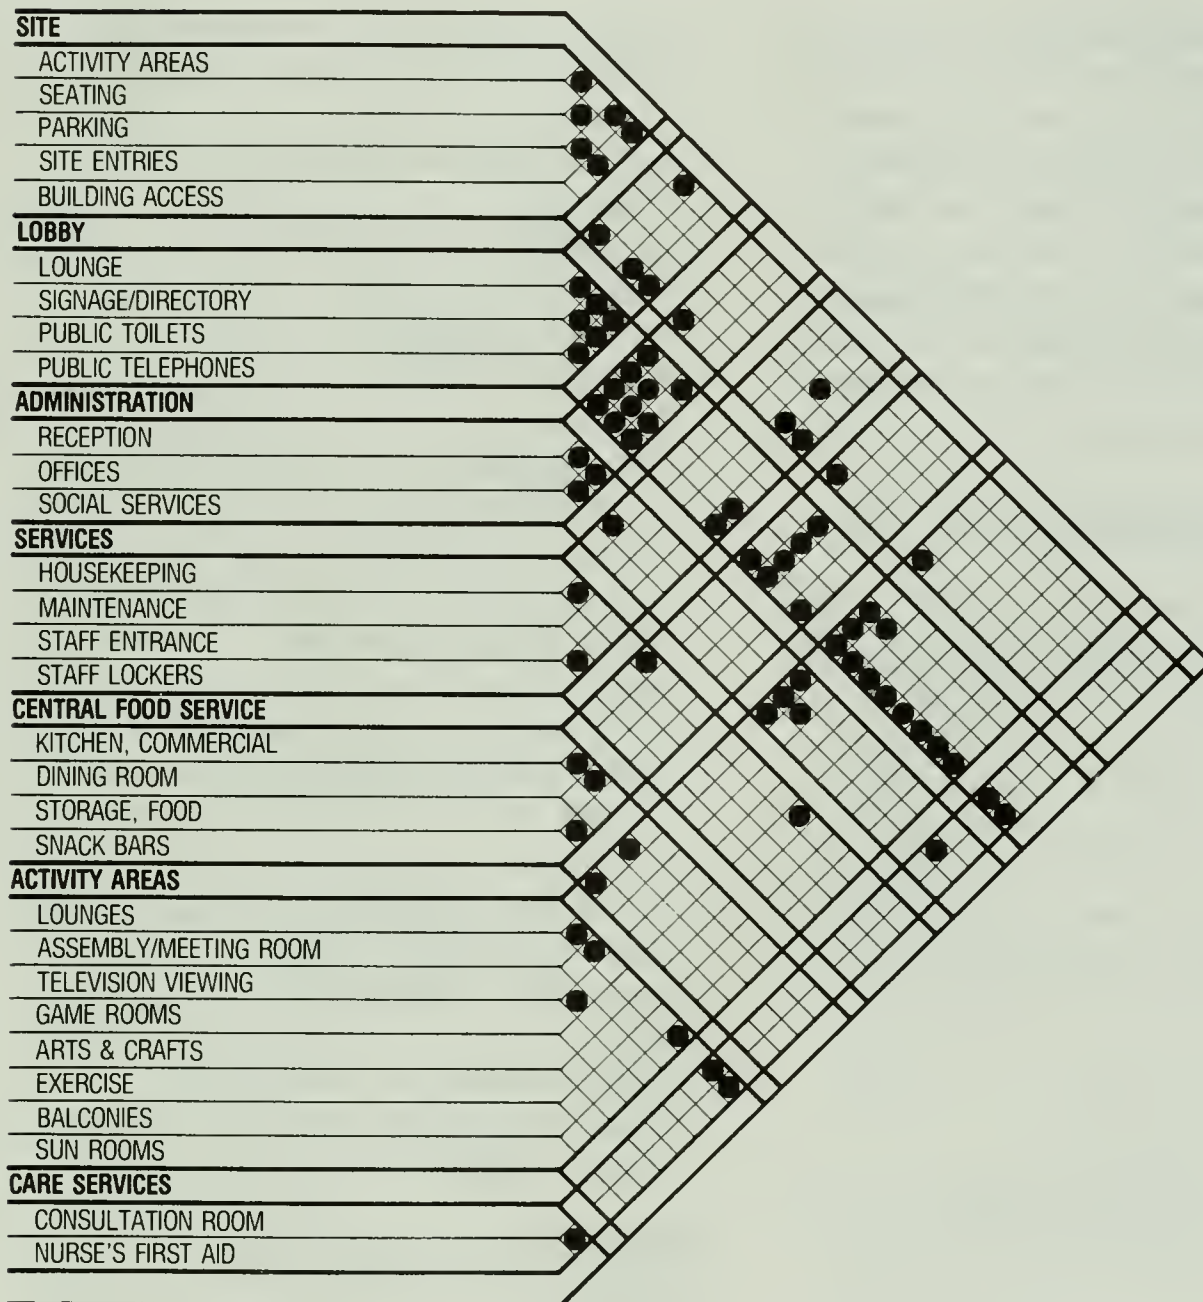 SITE
ACTIVITY AREAS
SEATING
PARKING
SITE ENTRIES
BUILDING ACCESS
LOBBY
LOUNGE
SIGNAGE/DIRECTORY
PUBLIC TOILETS
PUBLIC TELEPHONES
ADMINISTRATION
RECEPTION
OFFICES
SOCIAL SERVICES
SERVICES
HOUSEKEEPING
MAINTENANCE
STAFF ENTRANCE
STAFF LOCKERS
CENTRAL FOOD SERVICE
KITCHEN, COMMERCIAL
DINING ROOM
STORAGE, FOOD
SNACK BARS
ACTIVITY AREAS
LOUNGES
ASSEMBLY/MEETING ROOM
TELEVISION VIEWING
GAME ROOMS
ARTS & CRAFTS
EXERCISE
BALCONIES
SUN ROOMS
CARE SERVICES
CONSULTATION ROOM
NURSE'S FIRST AID